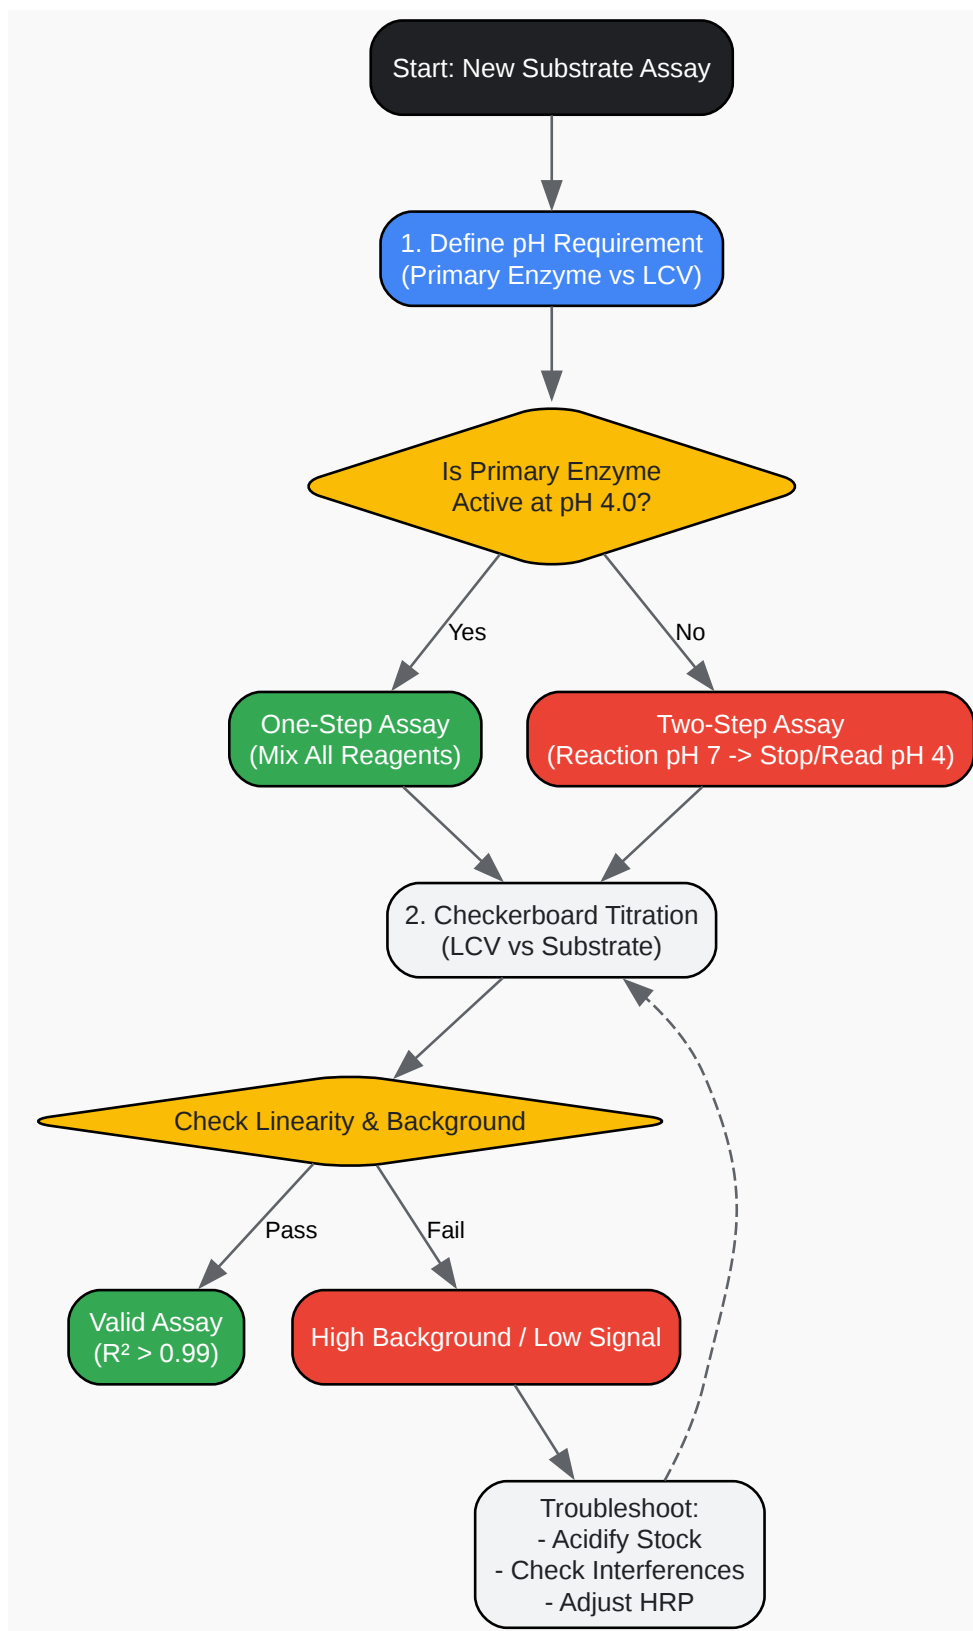 Start: New Substrate Assay
1. Define pH Requirement
(Primary Enzyme vs LCV)
Is Primary Enzyme
Active at pH 4.0?
Yes
No
One-Step Assay
(Mix All Reagents)
Two-Step Assay
(Reaction pH 7 -> Stop/Read pH 4)
2. Checkerboard Titration
(LCV vs Substrate)
Check Linearity & Background
Pass
Fail
Valid Assay
(R² > 0.99)
High Background / Low Signal
Troubleshoot:
- Acidify Stock
- Check Interferences
- Adjust HRP